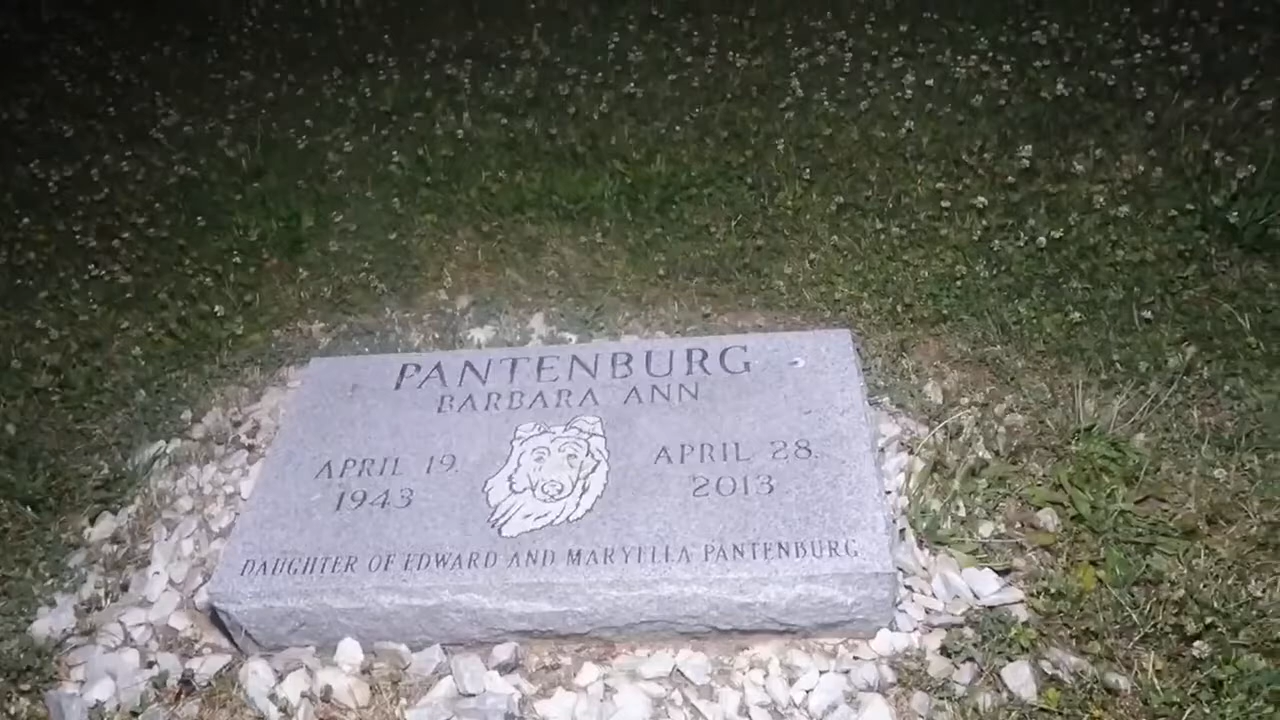 PANTENBURG
BARBARA ANN
APRIL 19, APRIL 28,
1943 2013
DAUGHTER OF EDWARD AND MARYELLA PANTENBURG